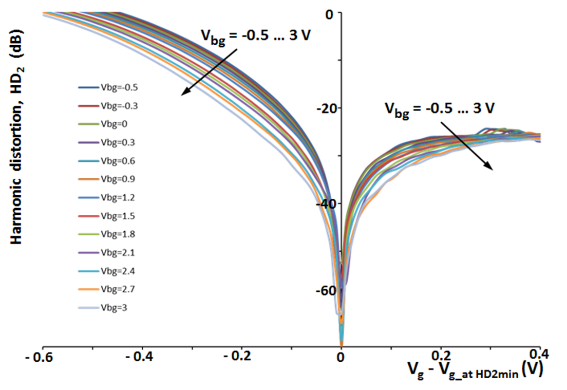 Harmonic distortion, HD2 (dB)
0
-20
-40
-60
Vbg = -0.5 ... 3 V
Vbg = -0.5 ... 3 V
Vbg=-0.5
Vbg=-0.3
Vbg=0
Vbg=0.3
Vbg=0.6
Vbg=0.9
Vbg=1.2
Vbg=1.5
Vbg=1.8
Vbg=2.1
Vbg=2.4
Vbg=2.7
Vbg=3
- 0.6 - 0.4 - 0.2 0 0.2 0.4
Vg - Vg_at HD2min (V)